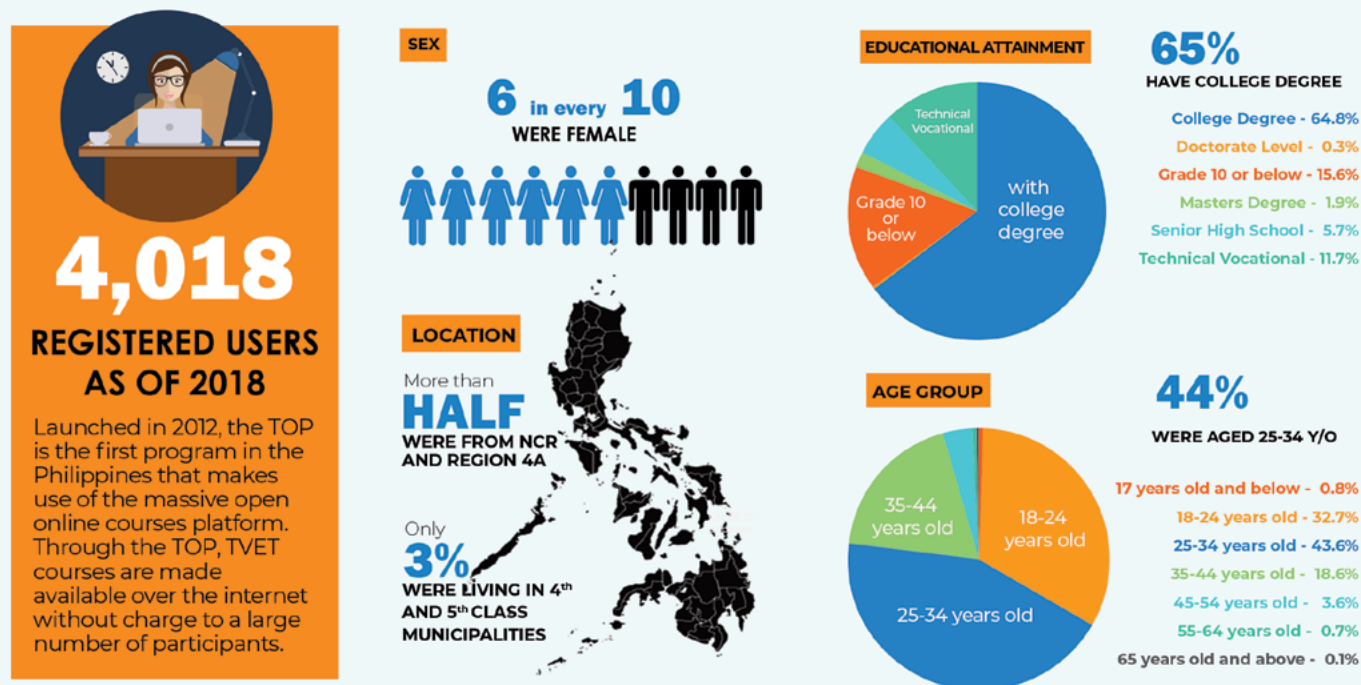 4,018
REGISTERED USERS
AS OF 2018
Launched in 2012, the TOP
is the first program in the
Philippines that makes
use of the massive open
online courses platform.
Through the TOP, TVET
courses are made
available over the internet
without charge to a large
number of participants.
SEX
6 in every 10
WERE FEMALE
LOCATION
More than
HALF
WERE FROM NCR
AND REGION 4A
Only
3%
WERE LIVING IN 4th
AND 5th CLASS
MUNICIPALITIES
EDUCATIONAL ATTAINMENT
Technical
Vocational
Grade 10
or
below
with
college
degree
65%
HAVE COLLEGE DEGREE
College Degree - 64.8%
Doctorate Level - 0.3%
Grade 10 or below - 15.6%
Masters Degree - 1.9%
Senior High School - 5.7%
Technical Vocational - 11.7%
AGE GROUP
35-44
years old
18-24
years old
25-34 years old
44%
WERE AGED 25-34 Y/O
17 years old and below - 0.8%
18-24 years old - 32.7%
25-34 years old - 43.6%
35-44 years old - 18.6%
45-54 years old - 3.6%
55-64 years old - 0.7%
65 years old and above - 0.1%